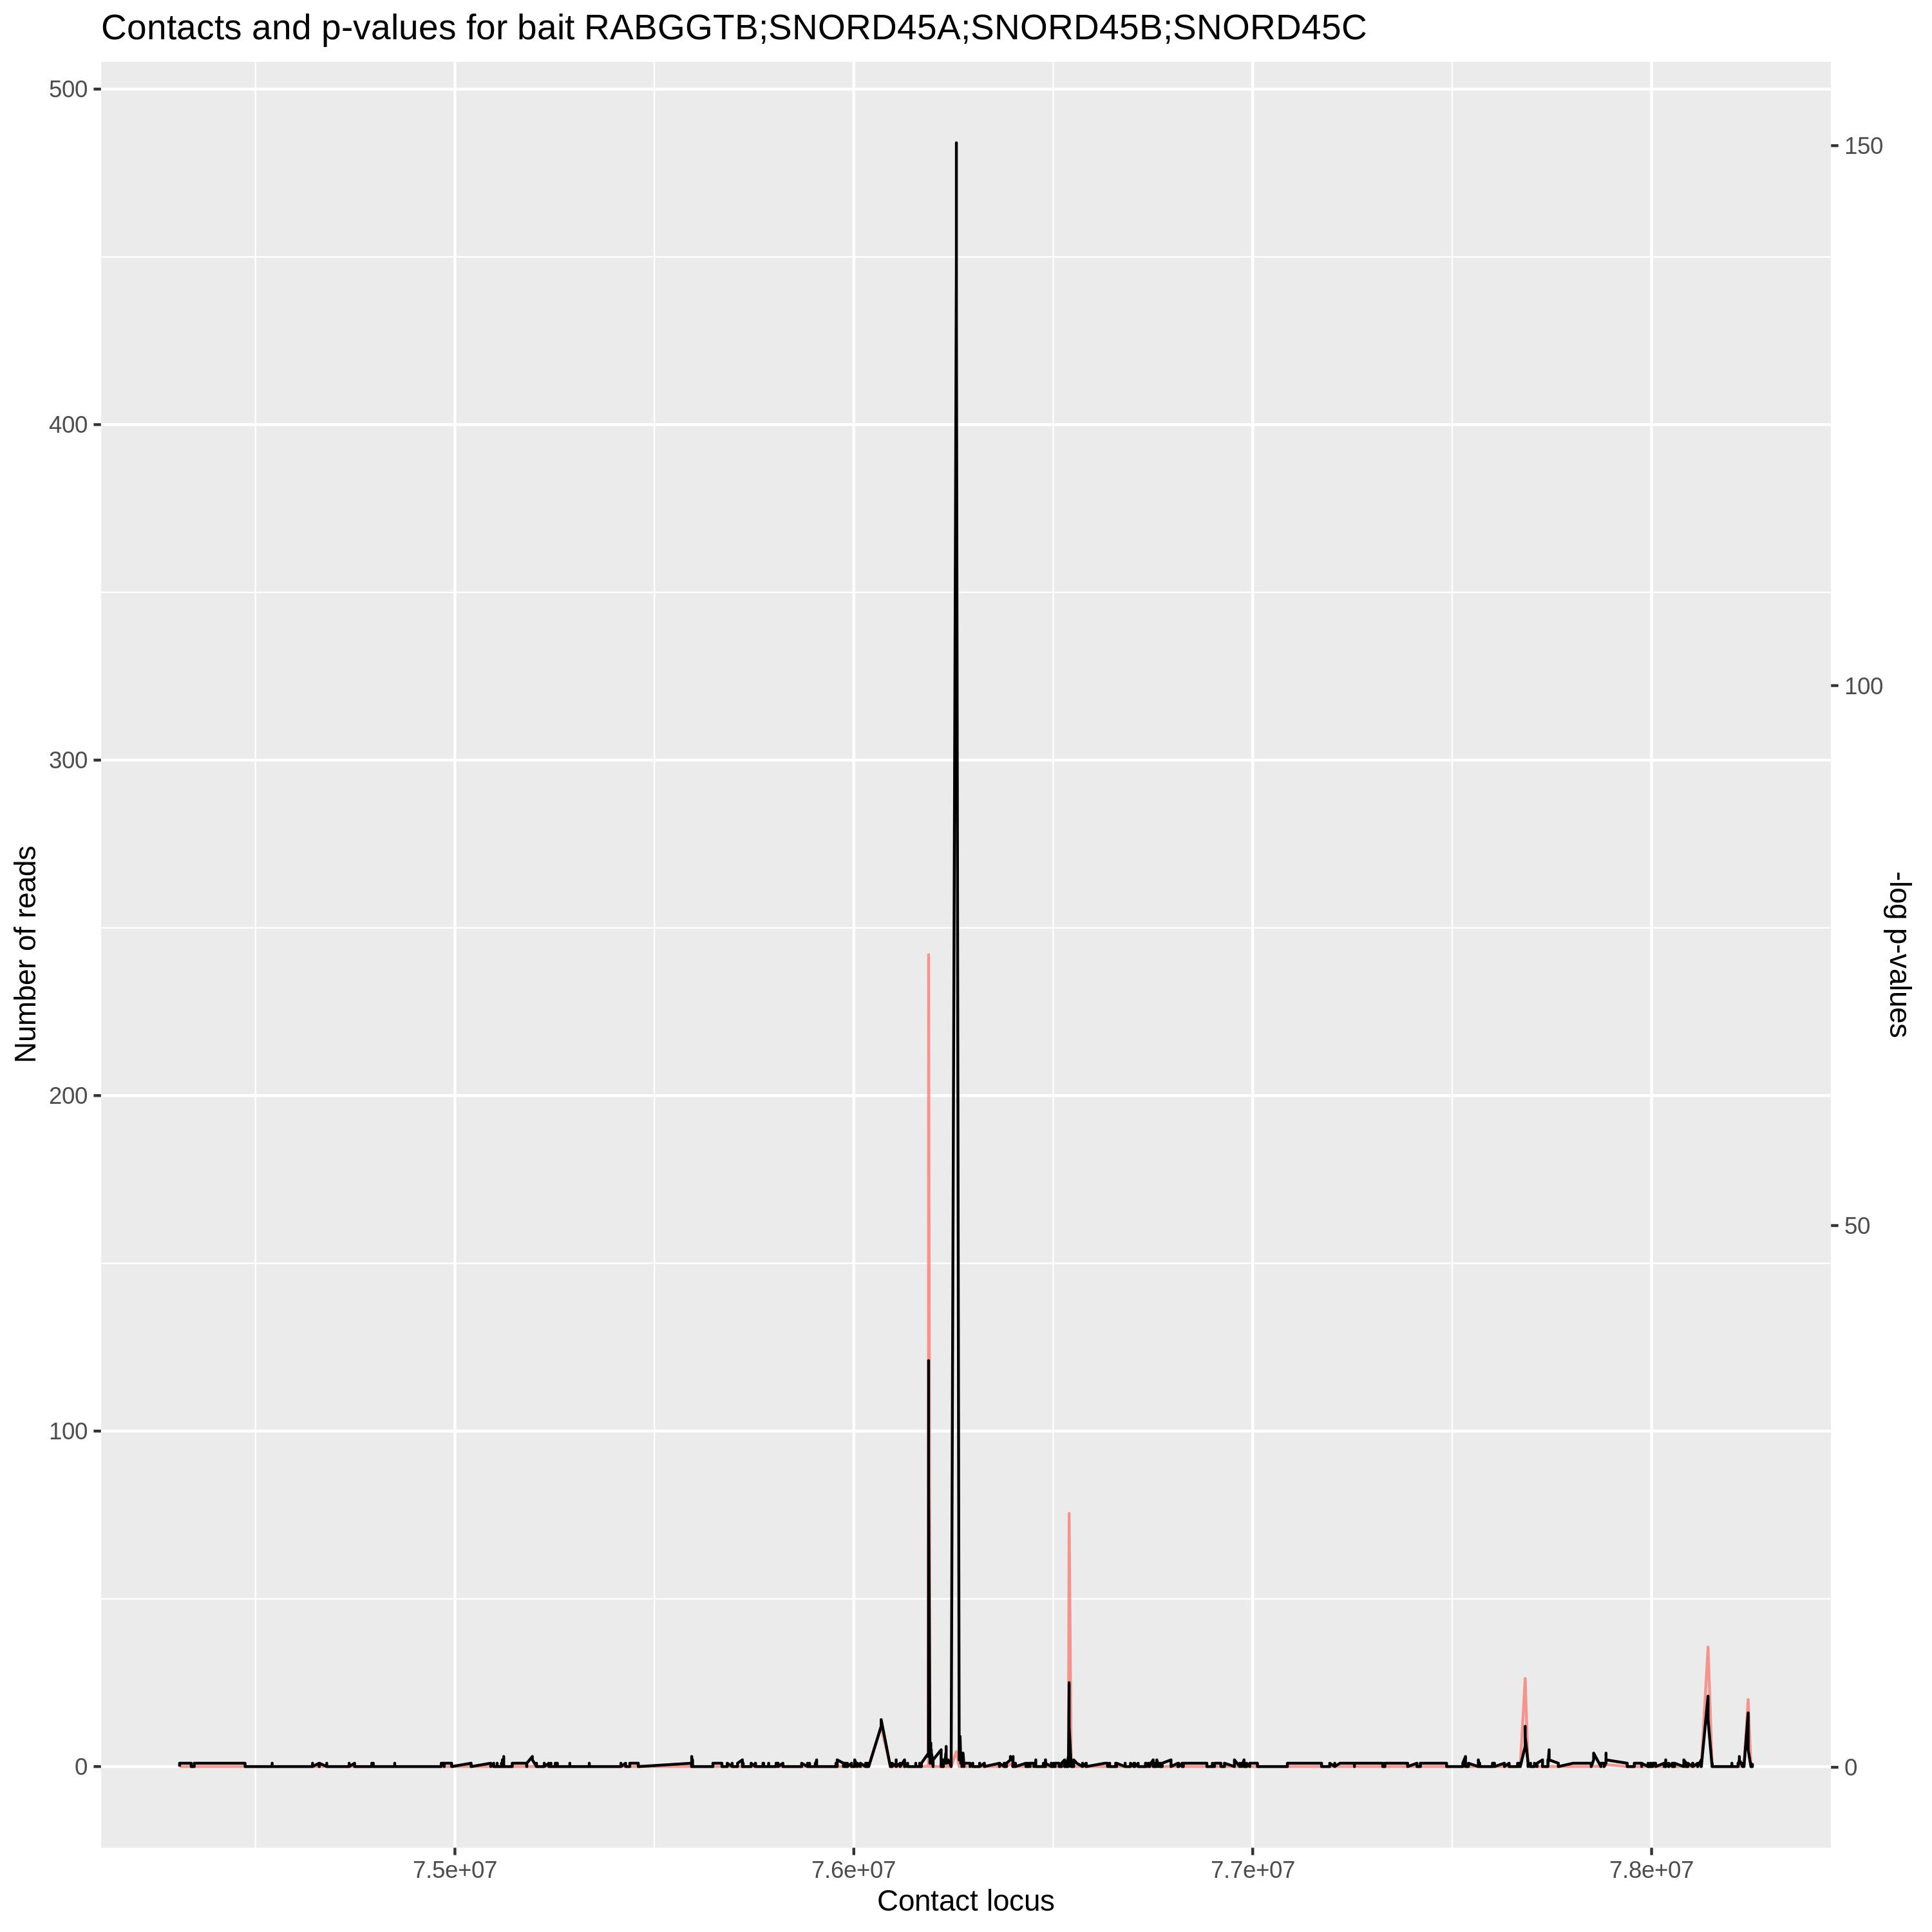 Contacts and p-values for bait RABGGTB;SNORD45A;SNORD45B;SNORD45C
500
400
300
200
100
0
Number of reads
150
100
50
0
-log p-values
7.5e+07
7.6e+07
7.7e+07
7.8e+07
Contact locus